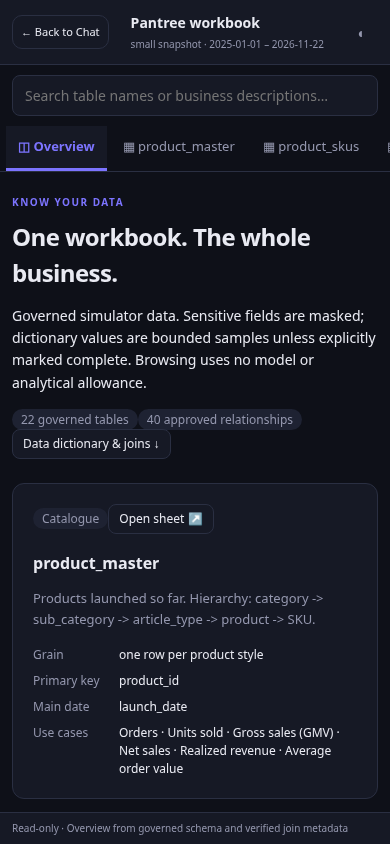 ← Back to Chat
Pantree workbook
small snapshot · 2025-01-01 – 2026-11-22
Search table names or business descriptions...
Overview
product_master
product_skus
KNOW YOUR DATA
One workbook. The whole
business.
Governed simulator data. Sensitive fields are masked;
dictionary values are bounded samples unless explicitly
marked complete. Browsing uses no model or
analytical allowance.
22 governed tables
40 approved relationships
Data dictionary & joins ↓
Catalogue
Open sheet ↗
product_master
Products launched so far. Hierarchy: category ->
sub_category -> article_type -> product -> SKU.
Grain one row per product style
Primary key product_id
Main date launch_date
Use cases Orders · Units sold · Gross sales (GMV) ·
Net sales · Realized revenue · Average
order value
Read-only · Overview from governed schema and verified join metadata